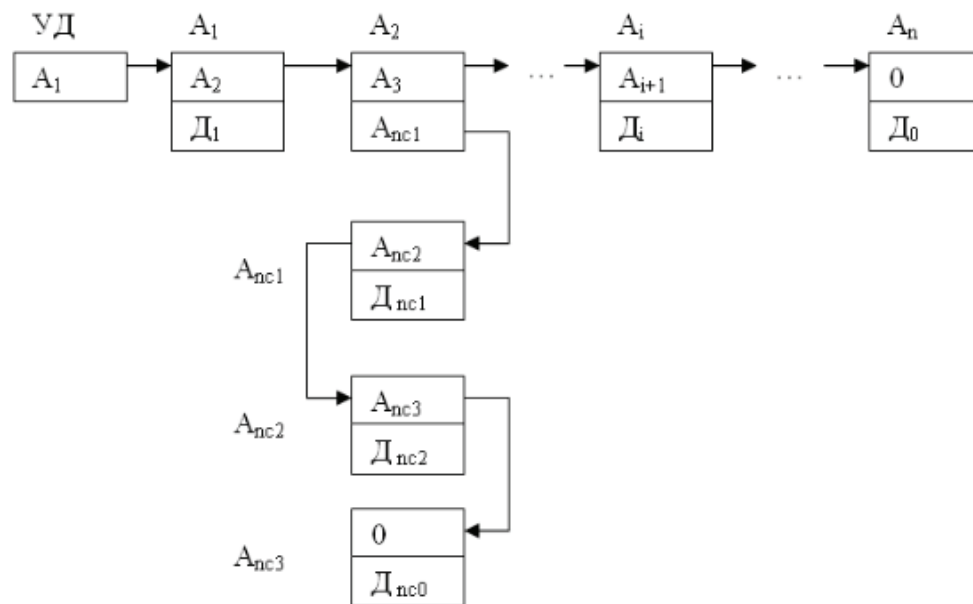 УД A₁ A₂ Aᵢ Aₙ
A₁ A₂ A₃ ... Aᵢ₊₁ ... 0
Д₁ Aₙc₁ Дᵢ Д₀
Aₙc₂
Aₙc₁
Дₙc₁
Aₙc₃
Aₙc₂
Дₙc₂
0
Aₙc₃
Дₙc₀